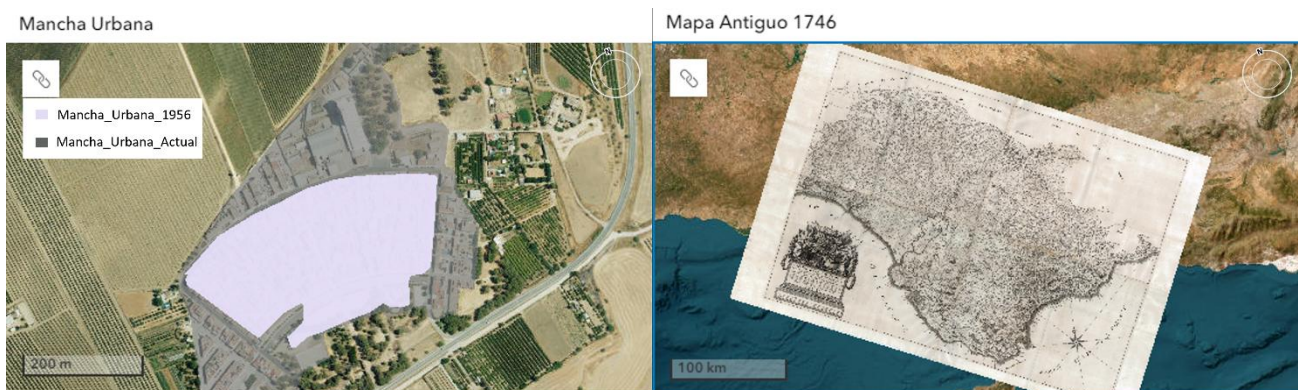 Mancha Urbana
N
Mancha_Urbana_1956
Mancha_Urbana_Actual
200 m
Mapa Antiguo 1746
N
100 km